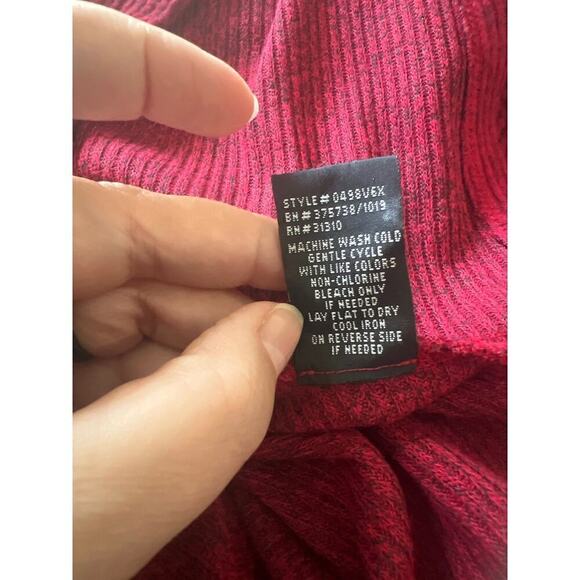 STYLE# 0498V6X
BN# 375738/1019
RN# 31310
MACHINE WASH COLD
GENTLE CYCLE
WITH LIKE COLORS
NON-CHLORINE
BLEACH ONLY
IF NEEDED
LAY FLAT TO DRY
COOL IRON
ON REVERSE SIDE
IF NEEDED